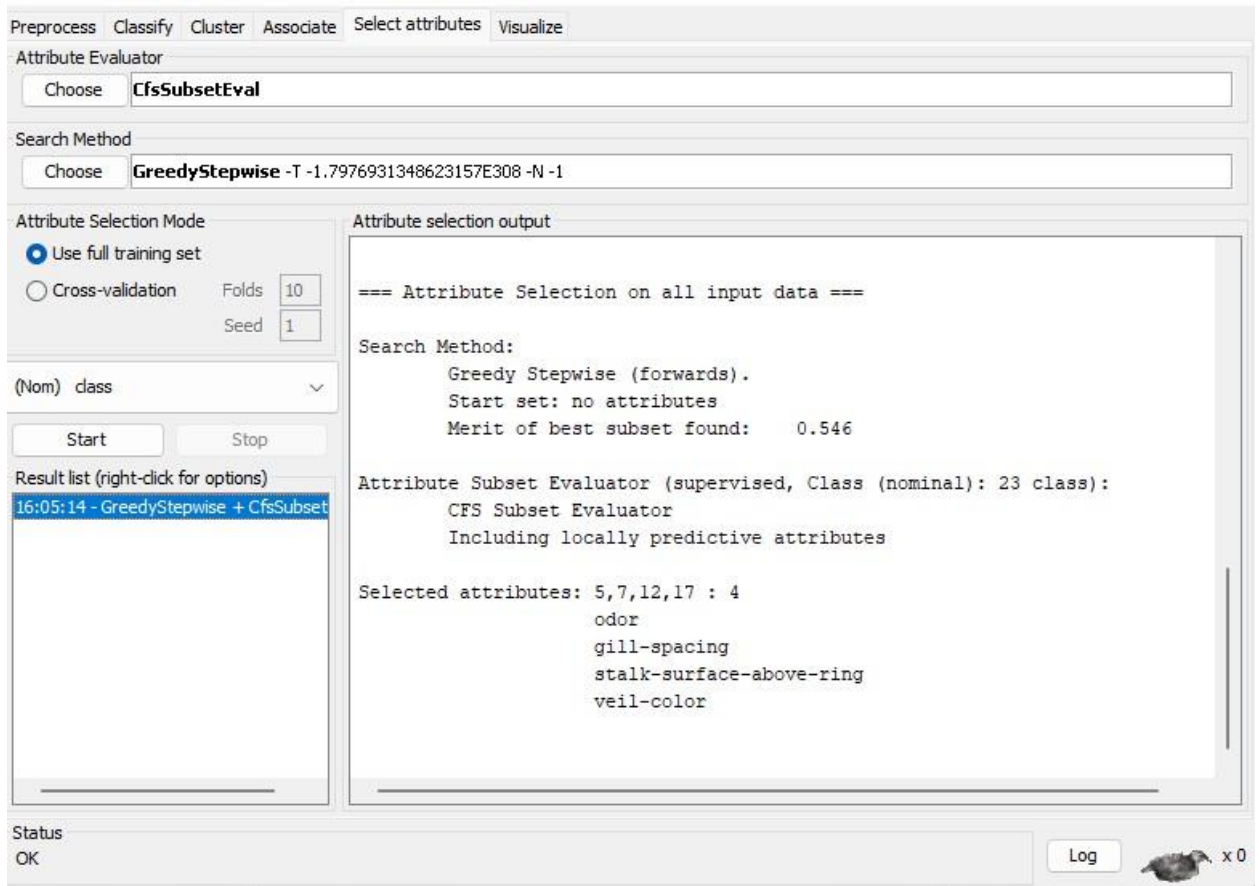 Preprocess Classify Cluster Associate Select attributes Visualize
Attribute Evaluator
Choose CfsSubsetEval
Search Method
Choose GreedyStepwise -T -1.7976931348623157E308 -N -1
Attribute Selection Mode
Use full training set
Cross-validation Folds 10
Seed 1
(Nom) class
Start Stop
Result list (right-click for options)
16:05:14 - GreedyStepwise + CfsSubset
Attribute selection output
=== Attribute Selection on all input data ===
Search Method:
Greedy Stepwise (forwards).
Start set: no attributes
Merit of best subset found: 0.546
Attribute Subset Evaluator (supervised, Class (nominal): 23 class):
CFS Subset Evaluator
Including locally predictive attributes
Selected attributes: 5,7,12,17 : 4
odor
gill-spacing
stalk-surface-above-ring
veil-color
Status
OK
Log x 0